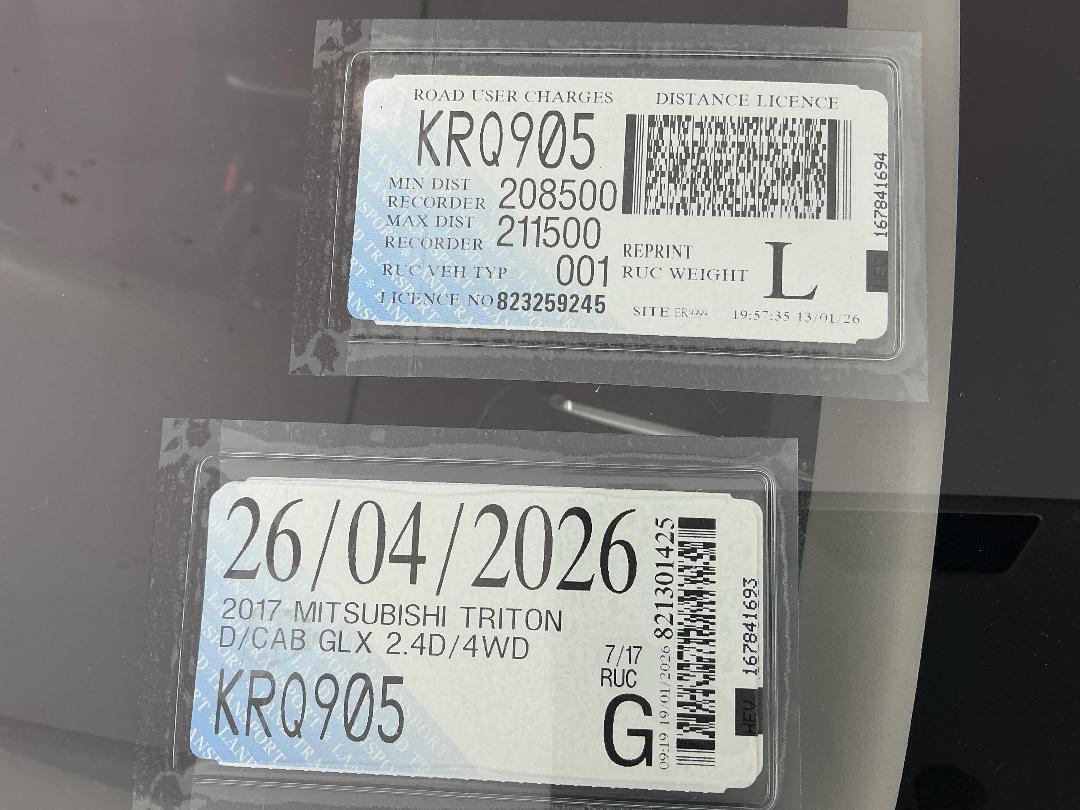 ROAD USER CHARGES DISTANCE LICENCE
KRQ905
MIN DIST
RECORDER 208500
MAX DIST
RECORDER 211500
RUC VEH TYP 001
LICENCE NO 823259245
REPRINT
RUC WEIGHT L
SITE ER9999 19:57:35 13/01/26
167841694
26/04/2026
2017 MITSUBISHI TRITON
D/CAB GLX 2.4D/4WD
KRQ905
7/17
RUC
G
09:19 19/01/2026 821301425
167841693